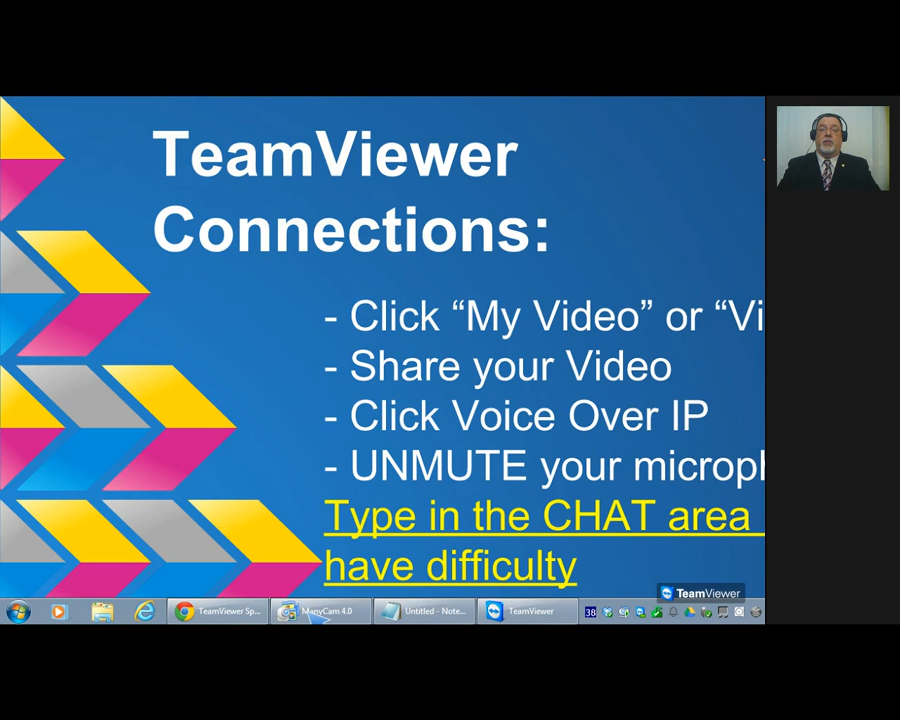 TeamViewer
Connections:
- Click “My Video” or “Vi
- Share your Video
- Click Voice Over IP
- UNMUTE your microph
Type in the CHAT area
have difficulty
TeamViewer
TeamViewer Sp...
ManyCam 4.0
Untitled - Note...
TeamViewer
38